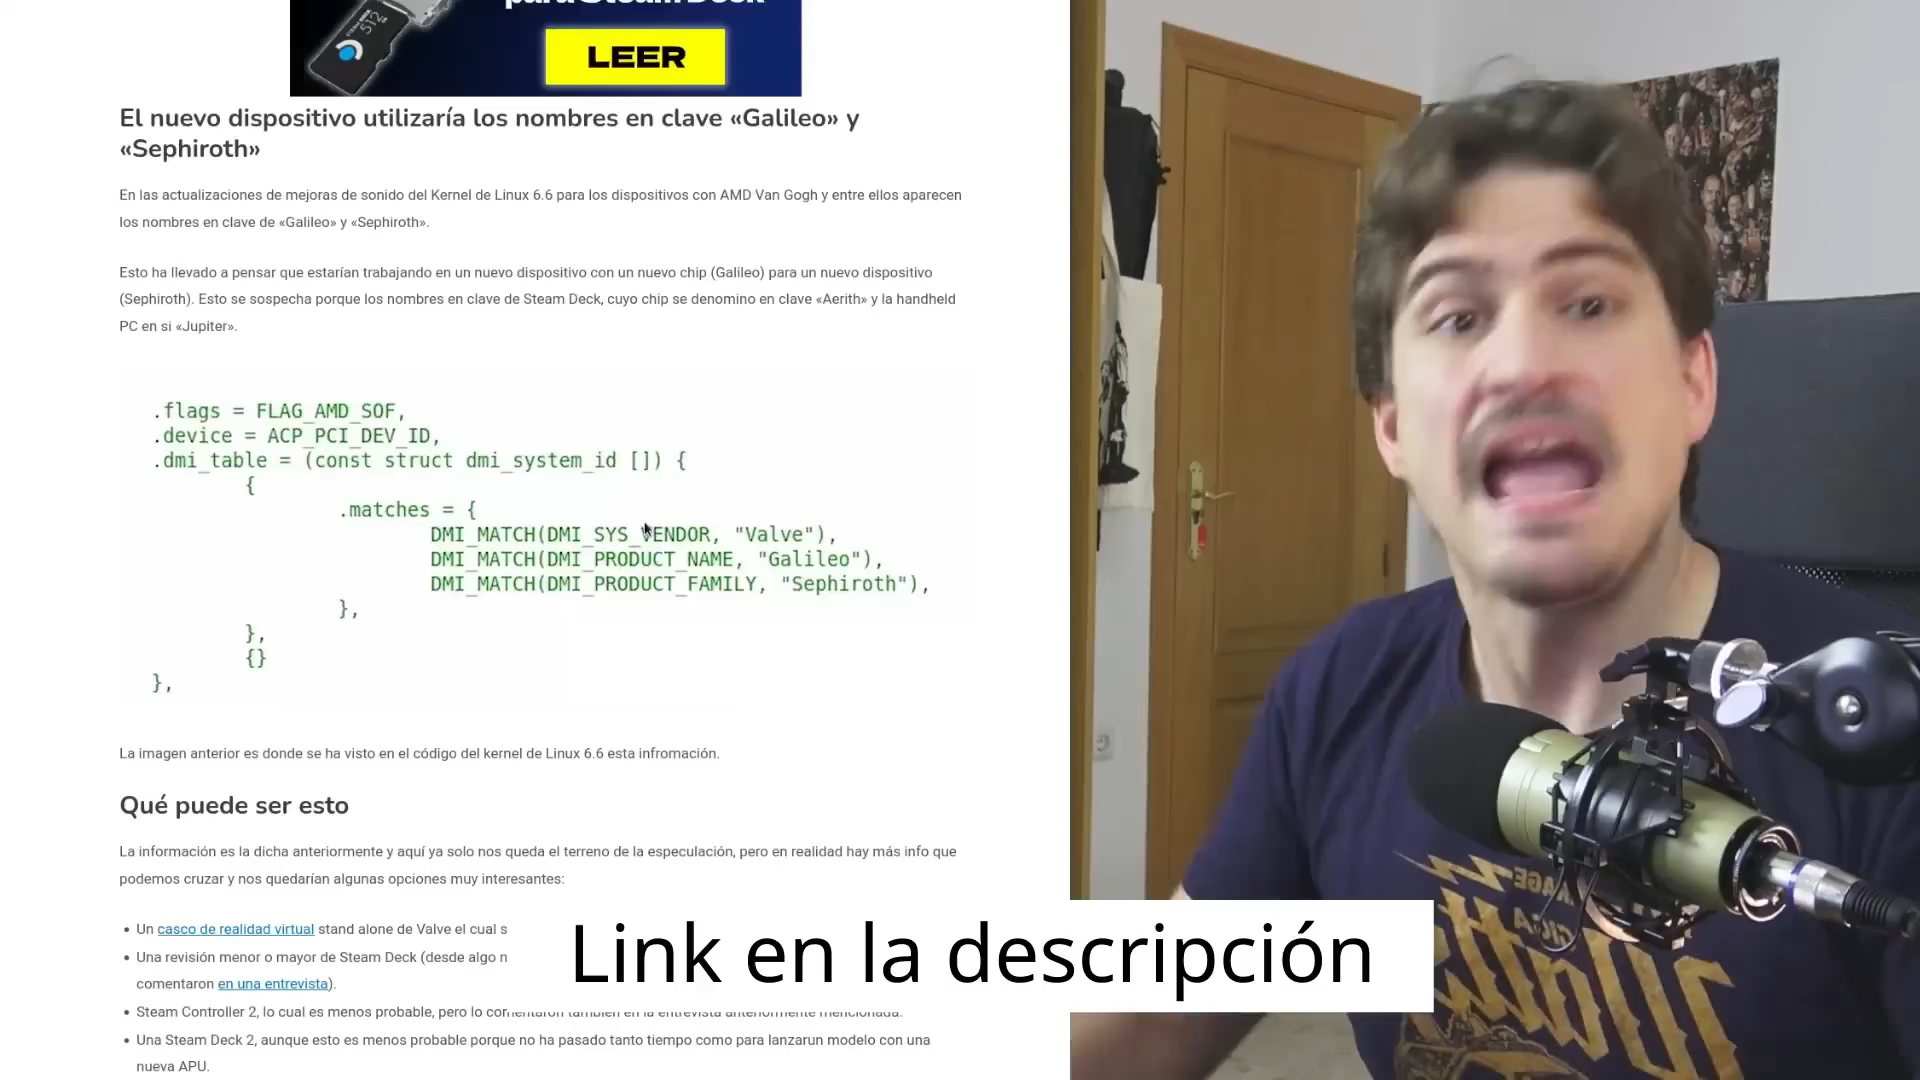 para Steam Deck
512
LEER
El nuevo dispositivo utilizaría los nombres en clave «Galileo» y
«Sephiroth»
En las actualizaciones de mejoras de sonido del Kernel de Linux 6.6 para los dispositivos con AMD Van Gogh y entre ellos aparecen
los nombres en clave de «Galileo» y «Sephiroth».
Esto ha llevado a pensar que estarían trabajando en un nuevo dispositivo con un nuevo chip (Galileo) para un nuevo dispositivo
(Sephiroth). Esto se sospecha porque los nombres en clave de Steam Deck, cuyo chip se denomino en clave «Aerith» y la handheld
PC en si «Jupiter».
.flags = FLAG_AMD_SOF,
.device = ACP_PCI_DEV_ID,
.dmi_table = (const struct dmi_system_id []) {
{
.matches = {
DMI_MATCH(DMI_SYS_VENDOR, "Valve"),
DMI_MATCH(DMI_PRODUCT_NAME, "Galileo"),
DMI_MATCH(DMI_PRODUCT_FAMILY, "Sephiroth"),
},
},
{}
},
La imagen anterior es donde se ha visto en el código del kernel de Linux 6.6 esta infromación.
Qué puede ser esto
La información es la dicha anteriormente y aquí ya solo nos queda el terreno de la especulación, pero en realidad hay más info que
podemos cruzar y nos quedarían algunas opciones muy interesantes:
• Un casco de realidad virtual stand alone de Valve el cual s
• Una revisión menor o mayor de Steam Deck (desde algo n
comentaron en una entrevista).
• Steam Controller 2, lo cual es menos probable, pero lo comentaron también en la entrevista anteriormente mencionada.
• Una Steam Deck 2, aunque esto es menos probable porque no ha pasado tanto tiempo como para lanzarun modelo con una
nueva APU.
Link en la descripción